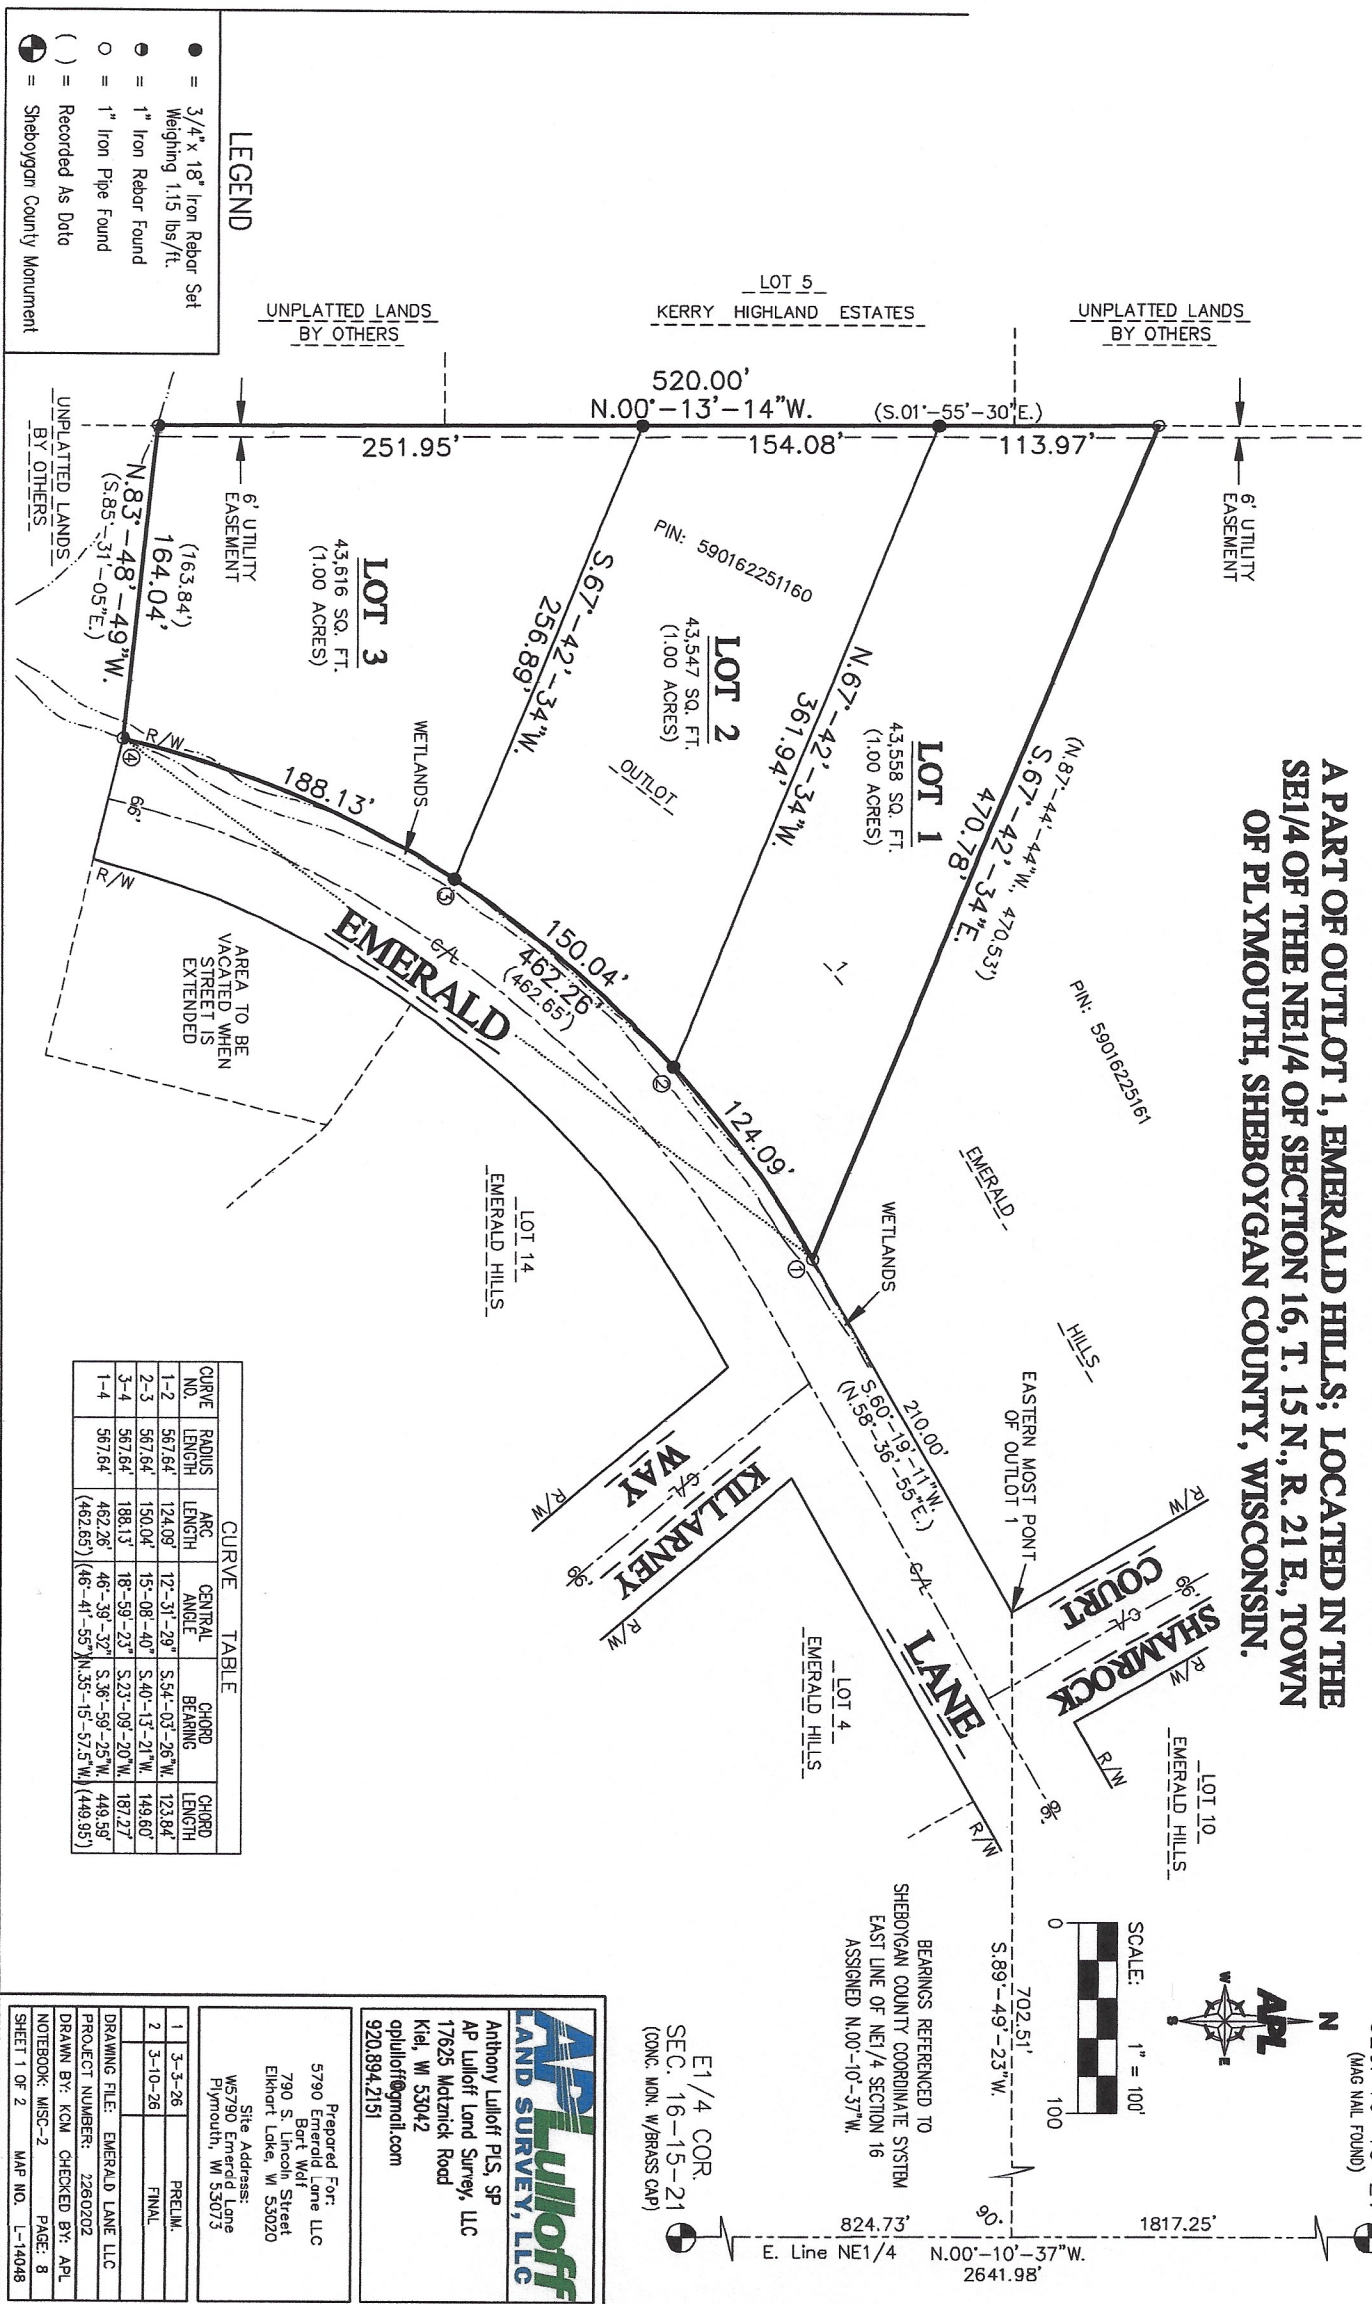 A PART OF OUTLOT 1, EMERALD HILLS; LOCATED IN THE
SE1/4 OF THE NE1/4 OF SECTION 16, T. 15 N., R. 21 E., TOWN
OF PLYMOUTH, SHEBOYGAN COUNTY, WISCONSIN.
(MAG NAIL FOUND)
N
APL
W
E
S
SCALE: 1" = 100'
0
100
UNPLATTED LANDS
BY OTHERS
LOT 5
KERRY HIGHLAND ESTATES
UNPLATTED LANDS
BY OTHERS
6' UTILITY
EASEMENT
520.00'
N.00°-13'-14"W.
(S.01°-55'-30"E.)
113.97'
154.08'
251.95'
(N.87°-44'-44"W., 470.53')
S.67°-42'-34"E.
470.78'
PIN: 59016225161
EMERALD
HILLS
LOT 1
43,558 SQ. FT.
(1.00 ACRES)
1
N.67°-42'-34"W.
361.94'
PIN: 590162251160
LOT 2
43,547 SQ. FT.
(1.00 ACRES)
OUTLOT
S.67°-42'-34"W.
256.89'
LOT 3
43,616 SQ. FT.
(1.00 ACRES)
6' UTILITY
EASEMENT
(163.84')
164.04'
N.83°-48'-49"W.
(S.85°-31'-05"E.)
UNPLATTED LANDS
BY OTHERS
WETLANDS
WETLANDS
R/W
188.13'
150.04'
462.26'
(462.65')
124.09'
1
2
3
4
66'
R/W
C/L
EMERALD
LANE
AREA TO BE
VACATED WHEN
STREET IS
EXTENDED
LOT 14
EMERALD HILLS
210.00'
S.60°-19'-11"W.
(N.58°-36'-55"E.)
EASTERN MOST PONT
OF OUTLOT 1
C/L
66'
R/W
KILLARNEY
WAY
C/L
66'
R/W
R/W
SHAMROCK
COURT
C/L
66'
R/W
R/W
R/W
LOT 4
EMERALD HILLS
LOT 10
EMERALD HILLS
702.51'
S.89°-49'-23"W.
90°
1817.25'
824.73'
E. Line NE1/4 N.00°-10'-37"W.
2641.98'
BEARINGS REFERENCED TO
SHEBOYGAN COUNTY COORDINATE SYSTEM
EAST LINE OF NE1/4 SECTION 16
ASSIGNED N.00°-10'-37"W.
E1/4 COR.
SEC. 16-15-21
(CONC. MON. W/BRASS CAP)
LEGEND
● = 3/4"x 18" Iron Rebar Set
Weighing 1.15 lbs/ft.
= 1" Iron Rebar Found
○ = 1" Iron Pipe Found
( ) = Recorded As Data
= Sheboygan County Monument
CURVE TABLE
CURVE NO. RADIUS LENGTH ARC LENGTH CENTRAL ANGLE CHORD BEARING CHORD LENGTH
1-2 567.64' 124.09' 12°-31'-29" S.54°-03'-26"W. 123.84'
2-3 567.64' 150.04' 15°-08'-40" S.40°-13'-21"W. 149.60'
3-4 567.64' 188.13' 18°-59'-23" S.23°-09'-20"W. 187.27'
1-4 567.64' 462.26' 46°-39'-32" S.36°-59'-25"W. 449.59'
(462.65') (46°-41'-55") (N.35°-15'-57.5"W.) (449.95')
APLulloff
LAND SURVEY, LLC
Anthony Lulloff PLS, SP
AP Lulloff Land Survey, LLC
17625 Matznick Road
Kiel, WI 53042
aplulloff@gmail.com
920.894.2151
Prepared For:
5790 Emerald Lane LLC
Bart Wolf
790 S. Lincoln Street
Elkhart Lake, WI 53020
Site Address:
W5790 Emerald Lane
Plymouth, WI 53073
1 3-3-26 PRELIM.
2 3-10-26 FINAL
DRAWING FILE: EMERALD LANE LLC
PROJECT NUMBER: 2260202
DRAWN BY: KCM CHECKED BY: APL
NOTEBOOK: MISC-2 PAGE: 8
SHEET 1 OF 2 MAP NO. L-14048